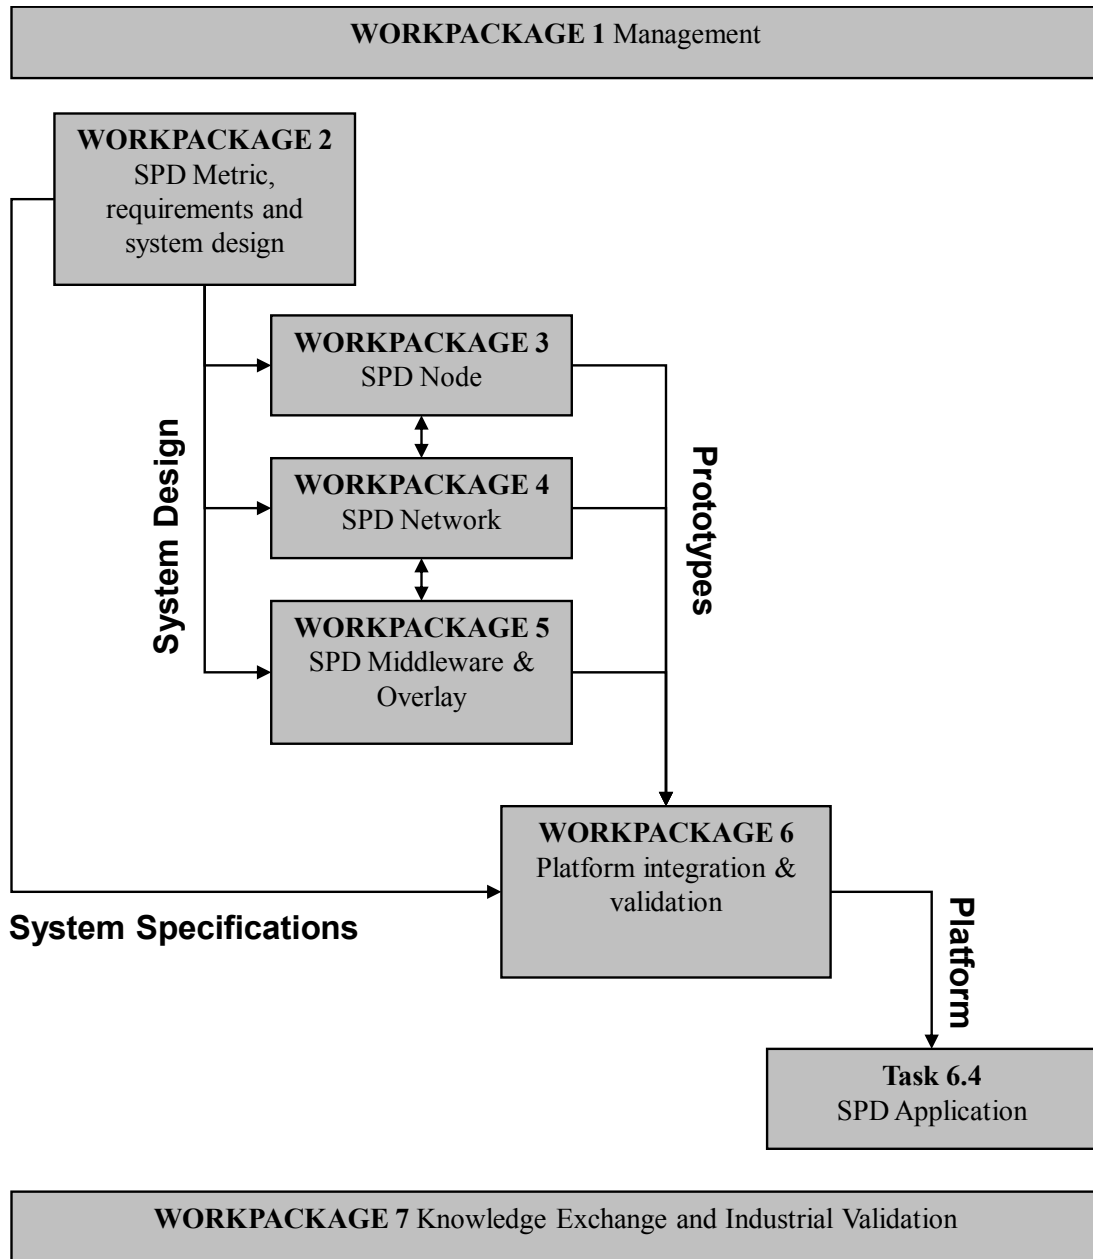 WORKPACKAGE 1 Management
WORKPACKAGE 2
SPD Metric,
requirements and
system design
WORKPACKAGE 3
SPD Node
System Design
Prototypes
WORKPACKAGE 4
SPD Network
WORKPACKAGE 5
SPD Middleware &
Overlay
WORKPACKAGE 6
Platform integration &
validation
System Specifications
Platform
Task 6.4
SPD Application
WORKPACKAGE 7 Knowledge Exchange and Industrial Validation